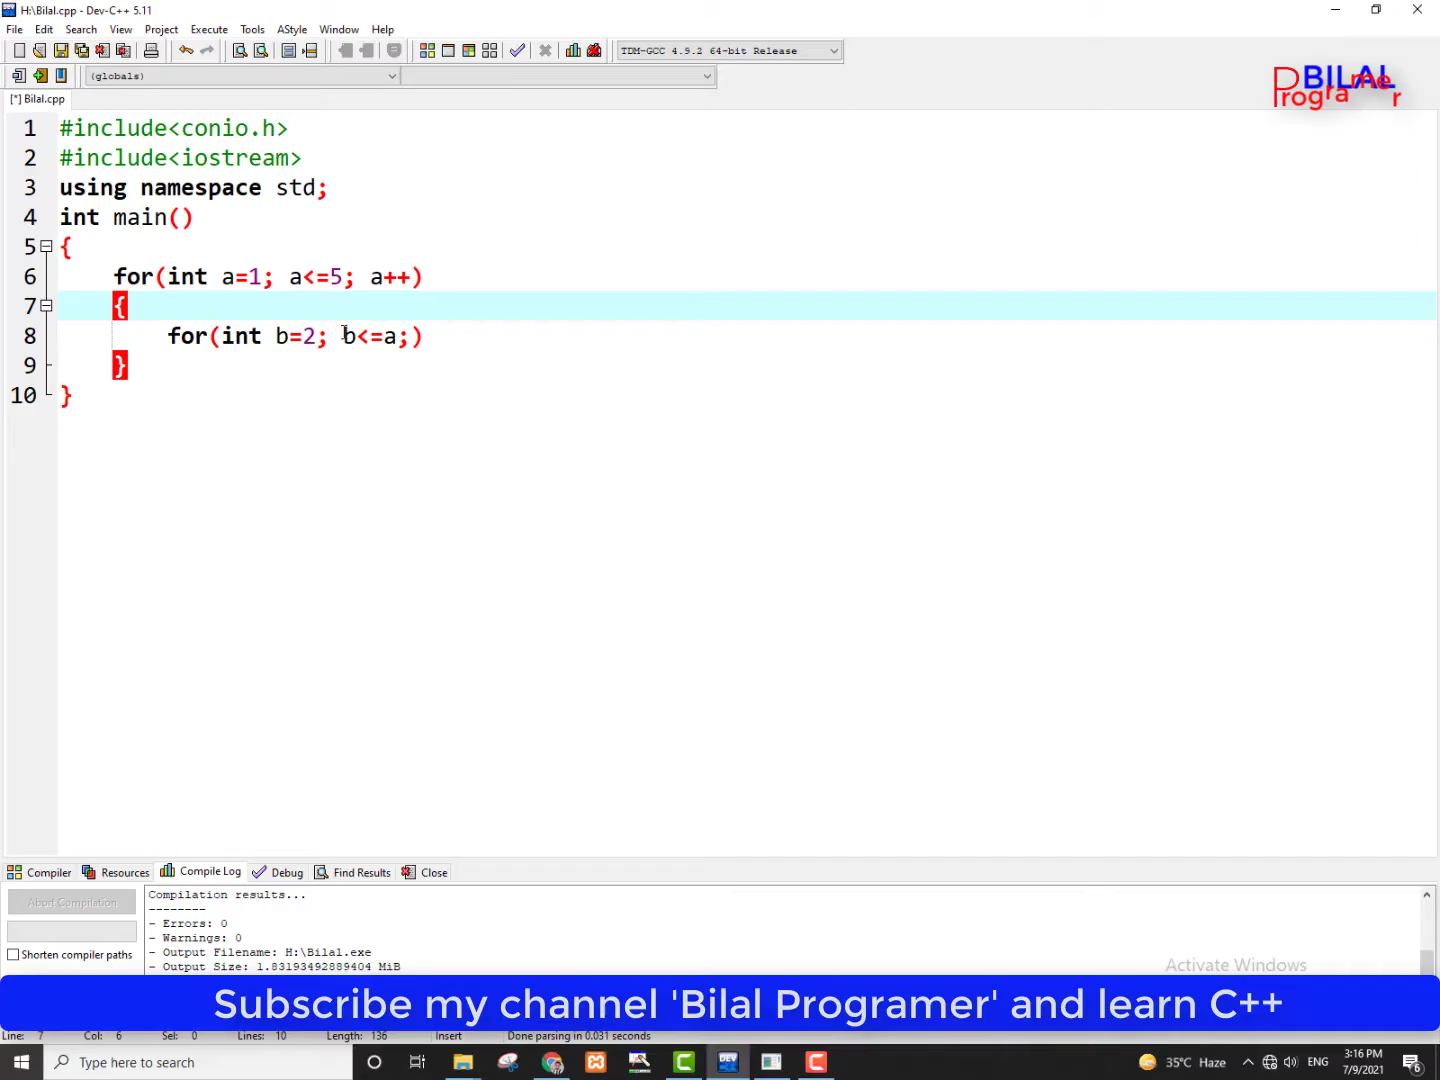 H:\Bilal.cpp - Dev-C++ 5.11
File Edit Search View Project Execute Tools AStyle Window Help
TDM-GCC 4.9.2 64-bit Release
(globals)
BILAL
Programer
[*] Bilal.cpp
1 #include<conio.h>
2 #include<iostream>
3 using namespace std;
4 int main()
5 {
6 for(int a=1; a<=5; a++)
7 {
8 for(int b=2; b<=a;)
9 }
10 }
Compiler Resources Compile Log Debug Find Results Close
Abort Compilation
Shorten compiler paths
Compilation results...
--------
- Errors: 0
- Warnings: 0
- Output Filename: H:\Bilal.exe
- Output Size: 1.83193492889404 MiB
Activate Windows
Subscribe my channel 'Bilal Programer' and learn C++
Line: 7 Col: 6 Sel: 0 Lines: 10 Length: 136 Insert Done parsing in 0.031 seconds
Type here to search
DEV
35°C Haze
ENG
3:16 PM
7/9/2021
6